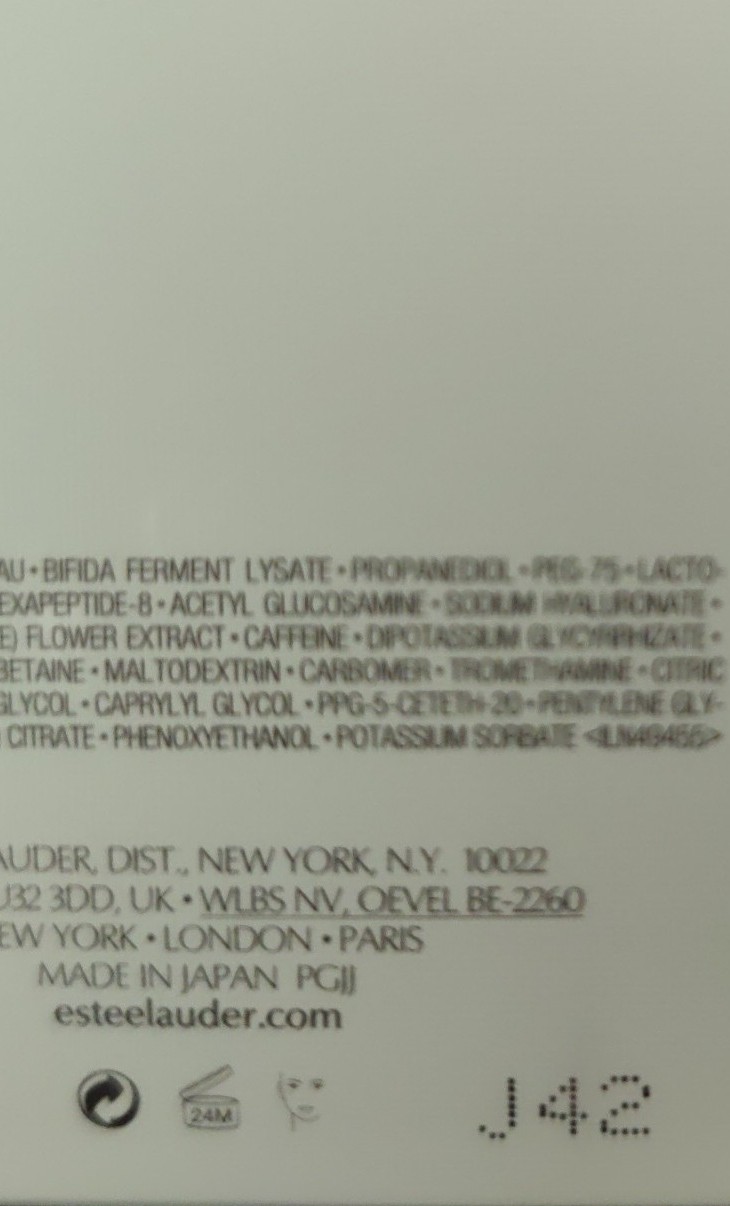 AU • BIFIDA FERMENT LYSATE • PROPANEDIOL • PEG-75 • LACTO-
EXAPEPTIDE-8 • ACETYL GLUCOSAMINE • SODIUM HYALURONATE •
E) FLOWER EXTRACT • CAFFEINE • DIPOTASSIUM GLYCYRRHIZATE •
BETAINE • MALTODEXTRIN • CARBOMER • TROMETHAMINE • CITRIC
GLYCOL • CAPRYLYL GLYCOL • PPG-5-CETETH-20 • PENTYLENE GLY-
) CITRATE • PHENOXYETHANOL • POTASSIUM SORBATE <ILN49455>
AUDER, DIST., NEW YORK, N.Y. 10022
U32 3DD, UK • WLBS NV, OEVEL BE-2260
EW YORK • LONDON • PARIS
MADE IN JAPAN PGJJ
esteelauder.com
24M
J42